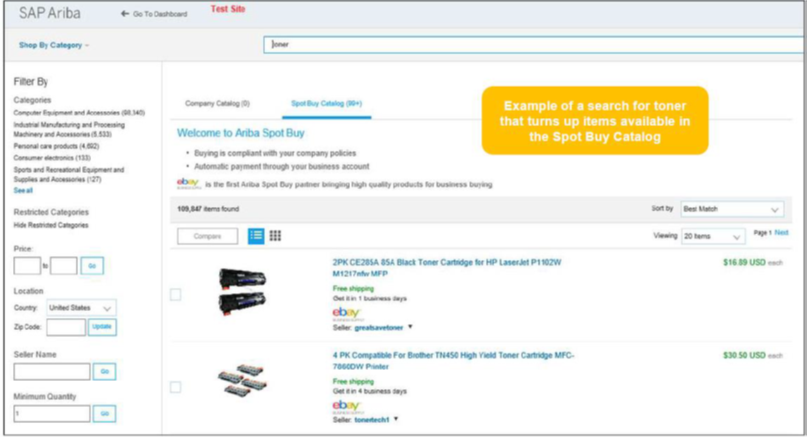 SAP Ariba
← Go To Dashboard
Test Site
Shop By Category
toner
Filter By
Categories
Computer Equipment and Accessories (98,340)
Industrial Manufacturing and Processing
Machinery and Accessories (5,533)
Personal care products (4,692)
Consumer electronics (133)
Sports and Recreational Equipment and
Supplies and Accessories (127)
See all
Restricted Categories
Hide Restricted Categories
Price:
to
Go
Location
Country: United States
Zip Code: Update
Seller Name
Go
Minimum Quantity
1
Go
Company Catalog (0)
Spot Buy Catalog (99+)
Example of a search for toner
that turns up items available in
the Spot Buy Catalog
Welcome to Ariba Spot Buy
• Buying is compliant with your company policies
• Automatic payment through your business account
ebay is the first Ariba Spot Buy partner bringing high quality products for business buying
109,847 items found
Sort by Best Match
Compare
Viewing 20 items Page 1 Next
2PK CE285A 85A Black Toner Cartridge for HP LaserJet P1102W
M1217nfw MFP
$16.89 USD each
Free shipping
Get it in 1 business days
ebay
Seller: greatsavetoner ▼
4 PK Compatible For Brother TN450 High Yield Toner Cartridge MFC-
7860DW Printer
$30.50 USD each
Free shipping
Get it in 4 business days
ebay
Seller: tonertech1 ▼